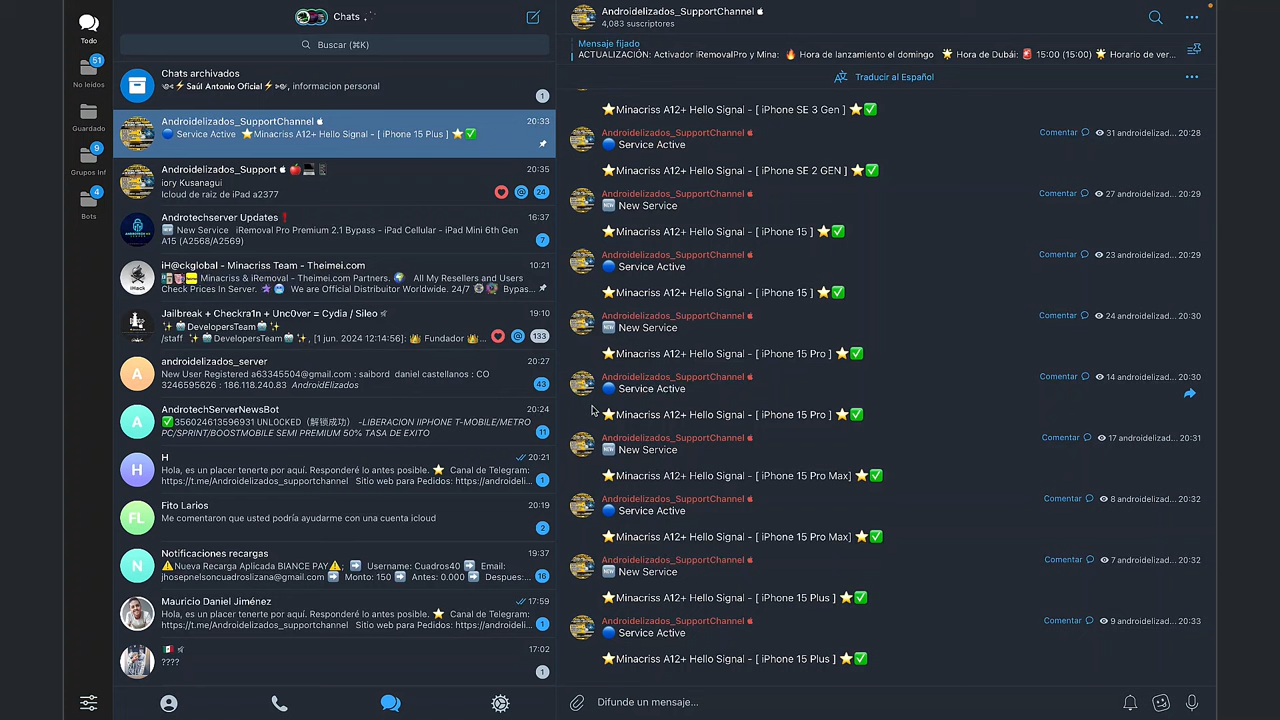 Todo
51
No leídos
Guardado
9
Grupos Inf
4
Bots
Chats
Buscar (⌘K)
Chats archivados
Saúl Antonio Oficial, informacion personal
1
Androidelizados_SupportChannel
20:33
Service Active Minacriss A12+ Hello Signal - [ iPhone 15 Plus ]
Androidelizados_Support
20:35
iory Kusanagui
Icloud de raiz de iPad a2377
24
Androtechserver Updates
16:37
New Service iRemoval Pro Premium 2.1 Bypass - iPad Cellular - iPad Mini 6th Gen
A15 (A2568/A2569)
7
iH@ckglobal - Minacriss Team - Theimei.com
10:21
Minacriss & iRemoval - Theimei.com Partners. All My Resellers and Users
Check Prices In Server. We are Official Distributor Worldwide. 24/7 Bypas...
Jailbreak + Checkra1n + Unc0ver = Cydia / Sileo
19:10
DevelopersTeam
/staff DevelopersTeam, [1 jun. 2024 12:14:56]: Fundador ...
133
A
androidelizados_server
20:27
New User Registered a63345504 : saibord daniel castellanos : CO
3246595626 : 186.118.240.83 AndroidElizados
43
A
AndrotechServerNewsBot
20:24
356024613596931 UNLOCKED（解锁成功） -LIBERACION IIPHONE T-MOBILE/METRO
PC/SPRINT/BOOSTMOBILE SEMI PREMIUM 50% TASA DE EXITO
11
H
H
20:21
Hola, es un placer tenerte por aquí. Responderé lo antes posible. Canal de Telegram:
https://t.me/Androidelizados_supportchannel Sitio web para Pedidos: https://androideli...
1
FL
Fito Larios
20:19
Me comentaron que usted podría ayudarme con una cuenta icloud
2
N
Notificaciones recargas
19:37
Nueva Recarga Aplicada BIANCE PAY; Username: Cuadros40 Email:
jhosepnelsoncuadroslizana@gmail.com Monto: 150 Antes: 0.000 Despues:...
16
Mauricio Daniel Jiménez
17:59
Hola, es un placer tenerte por aquí. Responderé lo antes posible. Canal de Telegram:
https://t.me/Androidelizados_supportchannel Sitio web para Pedidos: https://androideli...
1
17:02
????
1
Androidelizados_SupportChannel
4,083 suscriptores
Mensaje fijado
ACTUALIZACIÓN: Activador iRemovalPro y Mina: Hora de lanzamiento el domingo Hora de Dubái: 15:00 (15:00) Horario de ver...
Traducir al Español
Minacriss A12+ Hello Signal - [ iPhone SE 3 Gen ]
Androidelizados_SupportChannel
Comentar 31 androidelizad... 20:28
Service Active
Minacriss A12+ Hello Signal - [ iPhone SE 2 GEN ]
Androidelizados_SupportChannel
Comentar 27 androidelizad... 20:29
NEW New Service
Minacriss A12+ Hello Signal - [ iPhone 15 ]
Androidelizados_SupportChannel
Comentar 23 androidelizad... 20:29
Service Active
Minacriss A12+ Hello Signal - [ iPhone 15 ]
Androidelizados_SupportChannel
Comentar 24 androidelizad... 20:30
NEW New Service
Minacriss A12+ Hello Signal - [ iPhone 15 Pro ]
Androidelizados_SupportChannel
Comentar 14 androidelizad... 20:30
Service Active
Minacriss A12+ Hello Signal - [ iPhone 15 Pro ]
Androidelizados_SupportChannel
Comentar 17 androidelizad... 20:31
NEW New Service
Minacriss A12+ Hello Signal - [ iPhone 15 Pro Max]
Androidelizados_SupportChannel
Comentar 8 androidelizad... 20:32
Service Active
Minacriss A12+ Hello Signal - [ iPhone 15 Pro Max]
Androidelizados_SupportChannel
Comentar 7 androidelizad... 20:32
NEW New Service
Minacriss A12+ Hello Signal - [ iPhone 15 Plus ]
Androidelizados_SupportChannel
Comentar 9 androidelizad... 20:33
Service Active
Minacriss A12+ Hello Signal - [ iPhone 15 Plus ]
Difunde un mensaje...